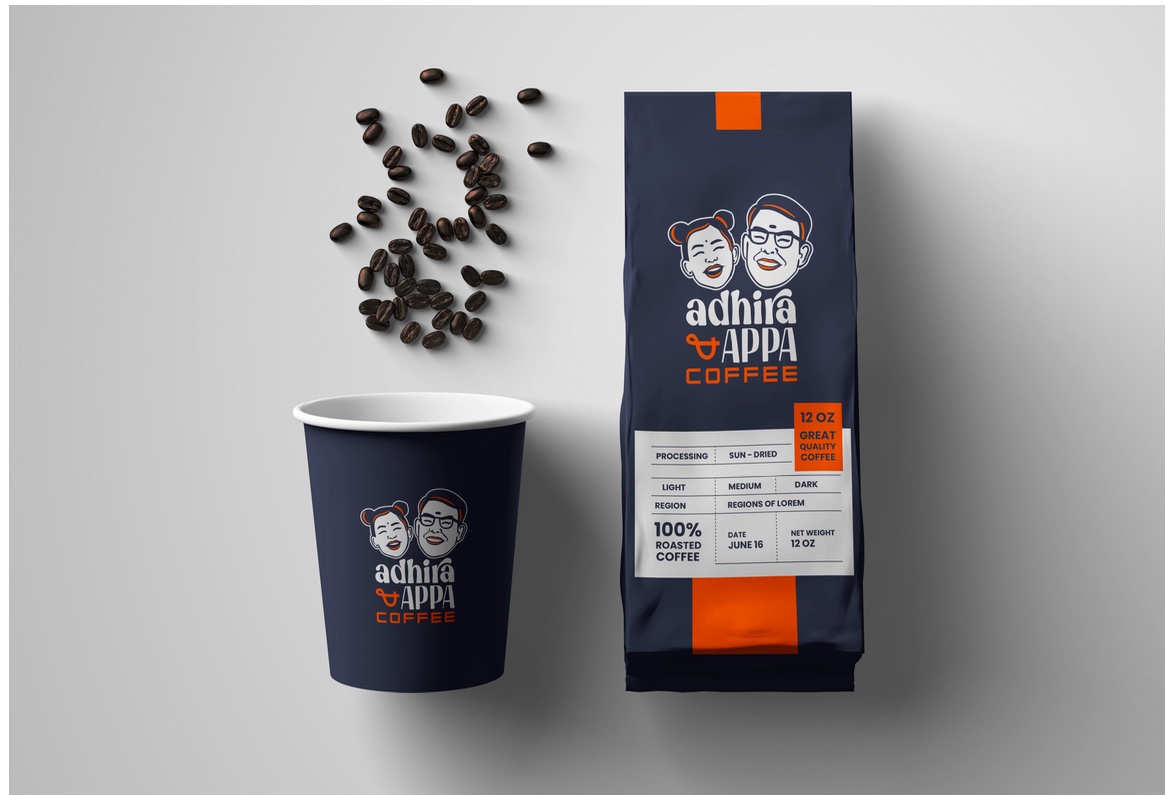 adhira
& APPA
COFFEE
12 OZ
GREAT
QUALITY
COFFEE
PROCESSING SUN - DRIED
LIGHT MEDIUM DARK
REGION REGIONS OF LOREM
100%
ROASTED
COFFEE
DATE
JUNE 16
NET WEIGHT
12 OZ
adhira
& APPA
COFFEE